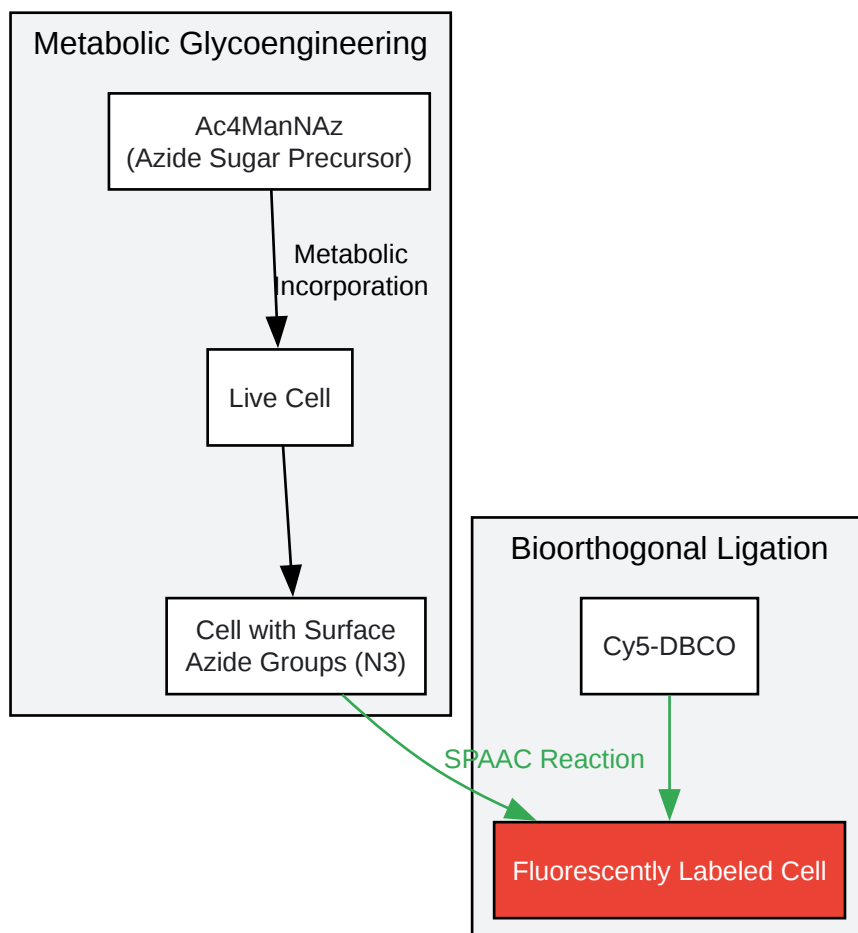 Metabolic Glycoengineering
Ac4ManNAz
(Azide Sugar Precursor)
Metabolic
Incorporation
Live Cell
Cell with Surface
Azide Groups (N3)
Bioorthogonal Ligation
Cy5-DBCO
SPAAC Reaction
Fluorescently Labeled Cell